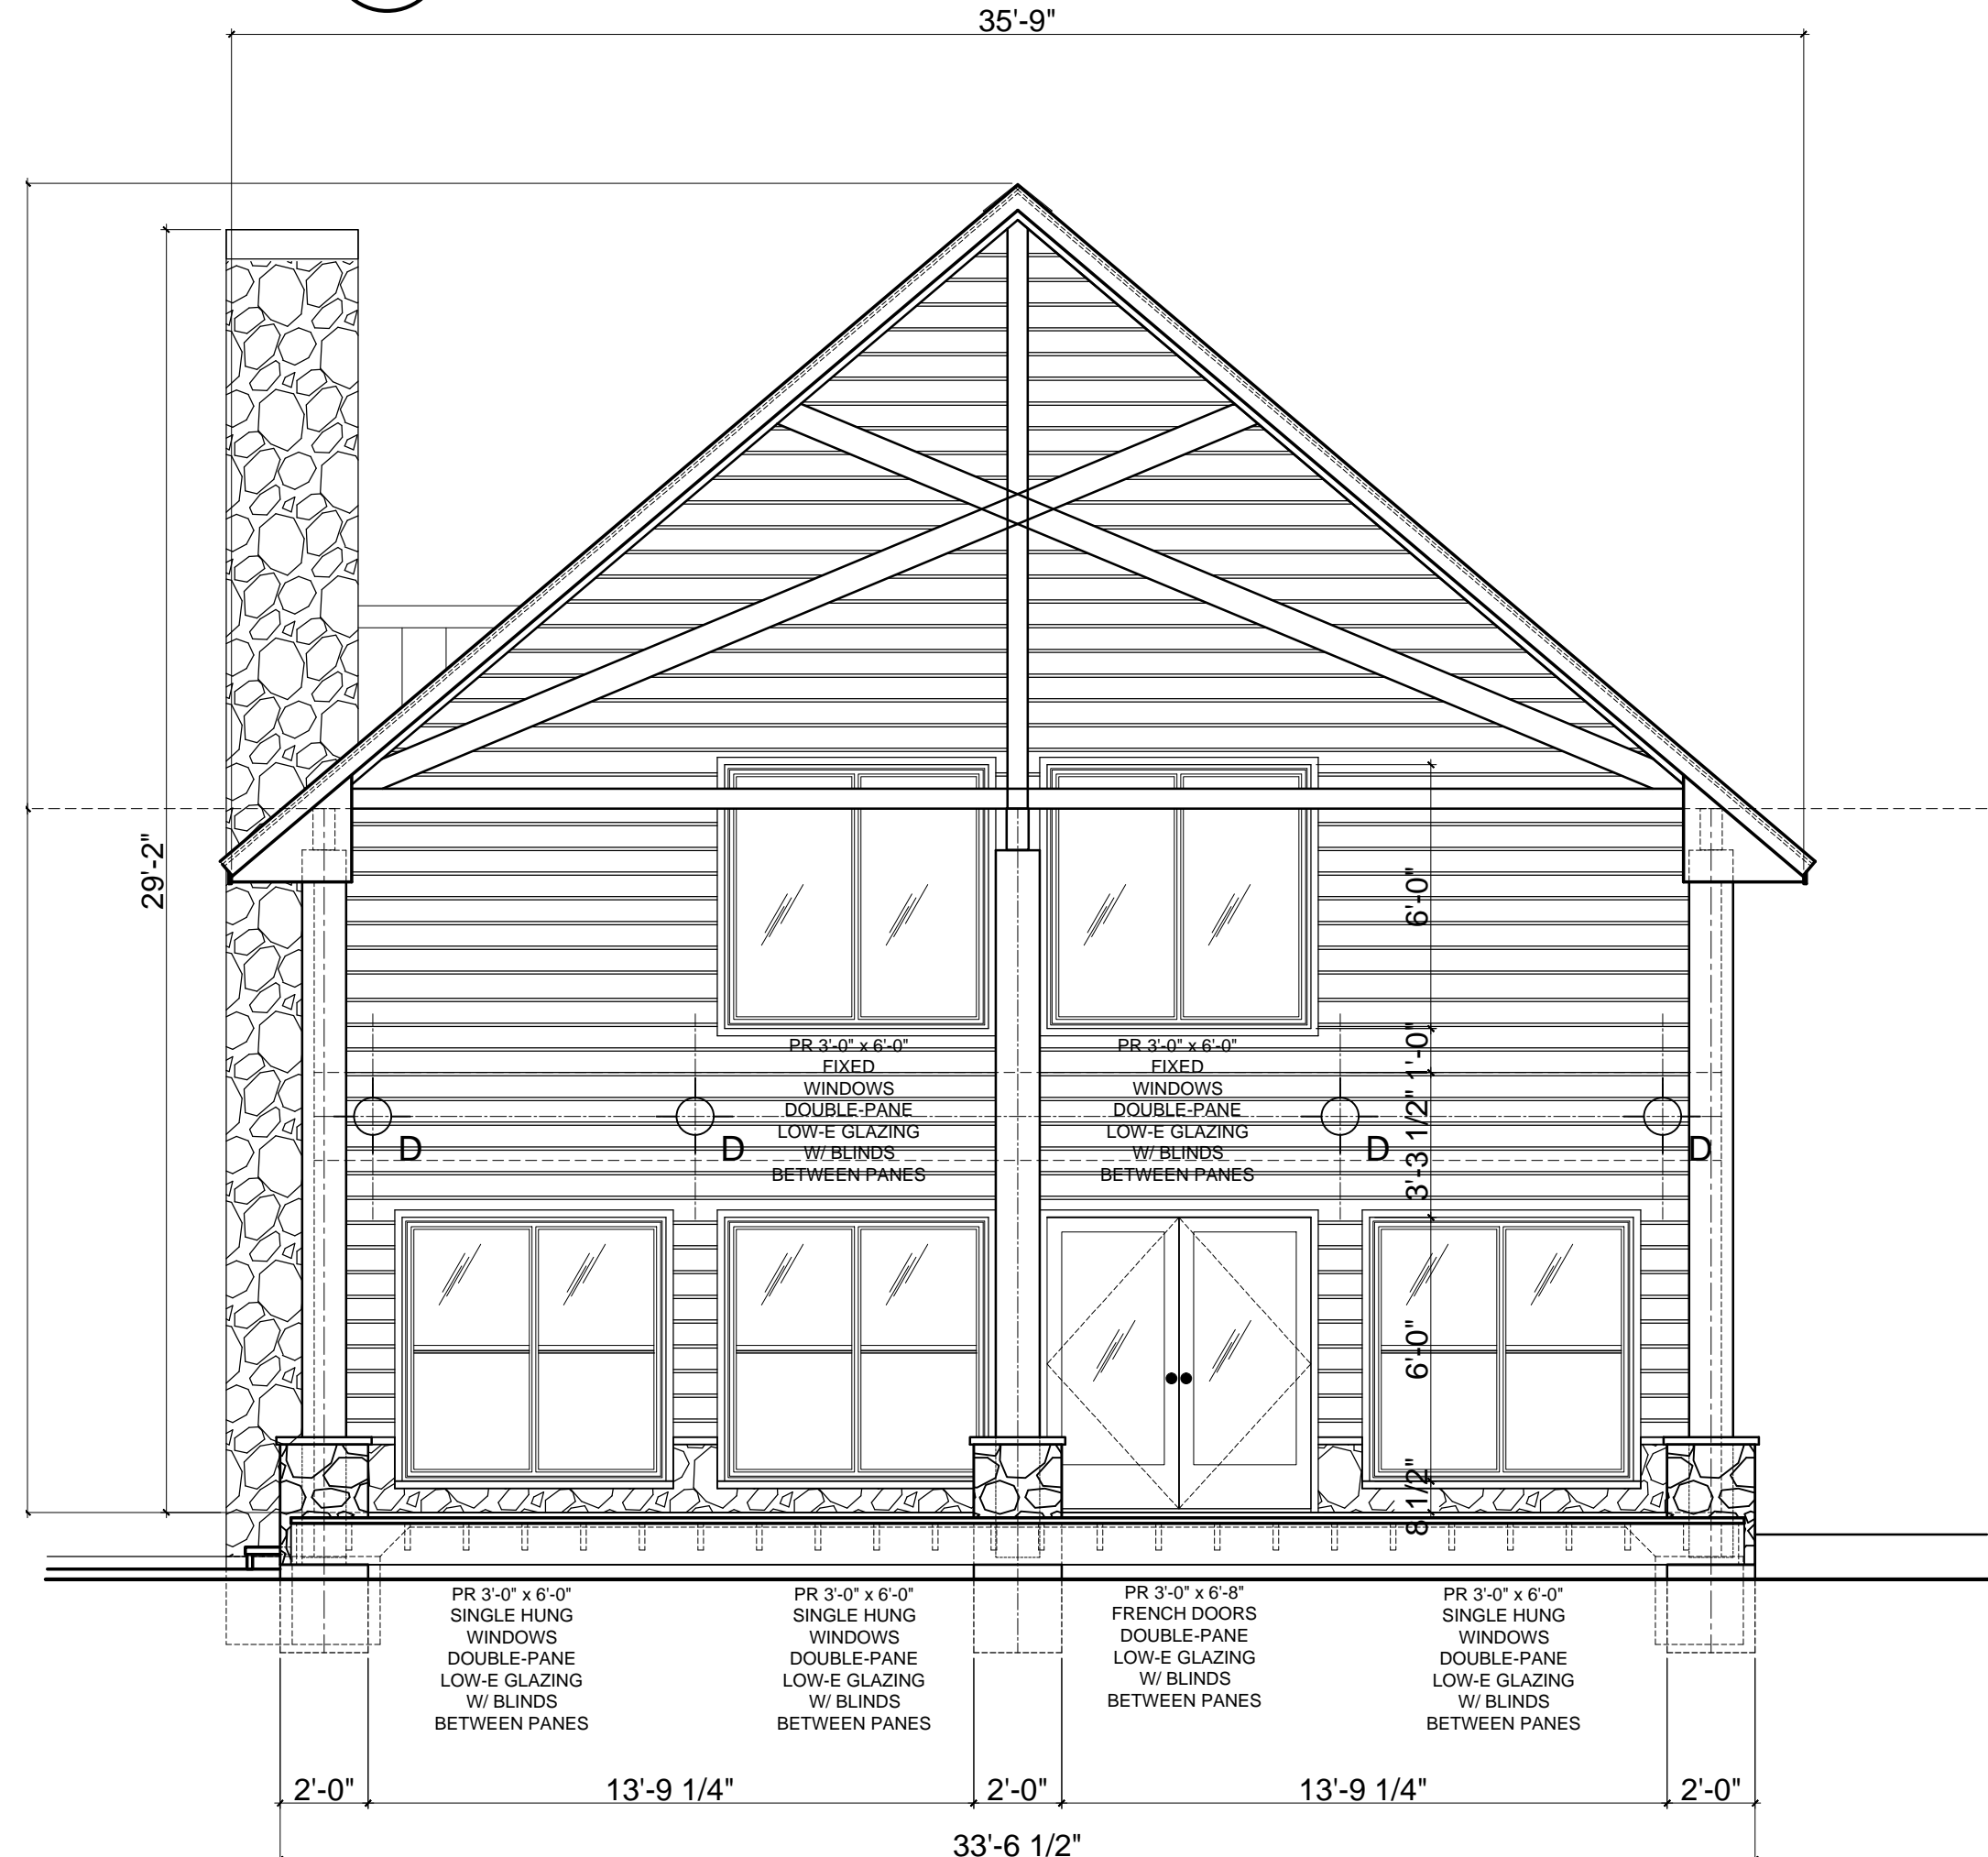 35'-9"
29'-2"
6'-0"
1'-0"
3'-3 1/2"
6'-0"
8 1/2"
PR 3'-0" x 6'-0"
FIXED
WINDOWS
DOUBLE-PANE
LOW-E GLAZING
W/ BLINDS
BETWEEN PANES
PR 3'-0" x 6'-0"
FIXED
WINDOWS
DOUBLE-PANE
LOW-E GLAZING
W/ BLINDS
BETWEEN PANES
D
D
D
D
PR 3'-0" x 6'-0"
SINGLE HUNG
WINDOWS
DOUBLE-PANE
LOW-E GLAZING
W/ BLINDS
BETWEEN PANES
PR 3'-0" x 6'-0"
SINGLE HUNG
WINDOWS
DOUBLE-PANE
LOW-E GLAZING
W/ BLINDS
BETWEEN PANES
PR 3'-0" x 6'-8"
FRENCH DOORS
DOUBLE-PANE
LOW-E GLAZING
W/ BLINDS
BETWEEN PANES
PR 3'-0" x 6'-0"
SINGLE HUNG
WINDOWS
DOUBLE-PANE
LOW-E GLAZING
W/ BLINDS
BETWEEN PANES
2'-0"
13'-9 1/4"
2'-0"
13'-9 1/4"
2'-0"
33'-6 1/2"